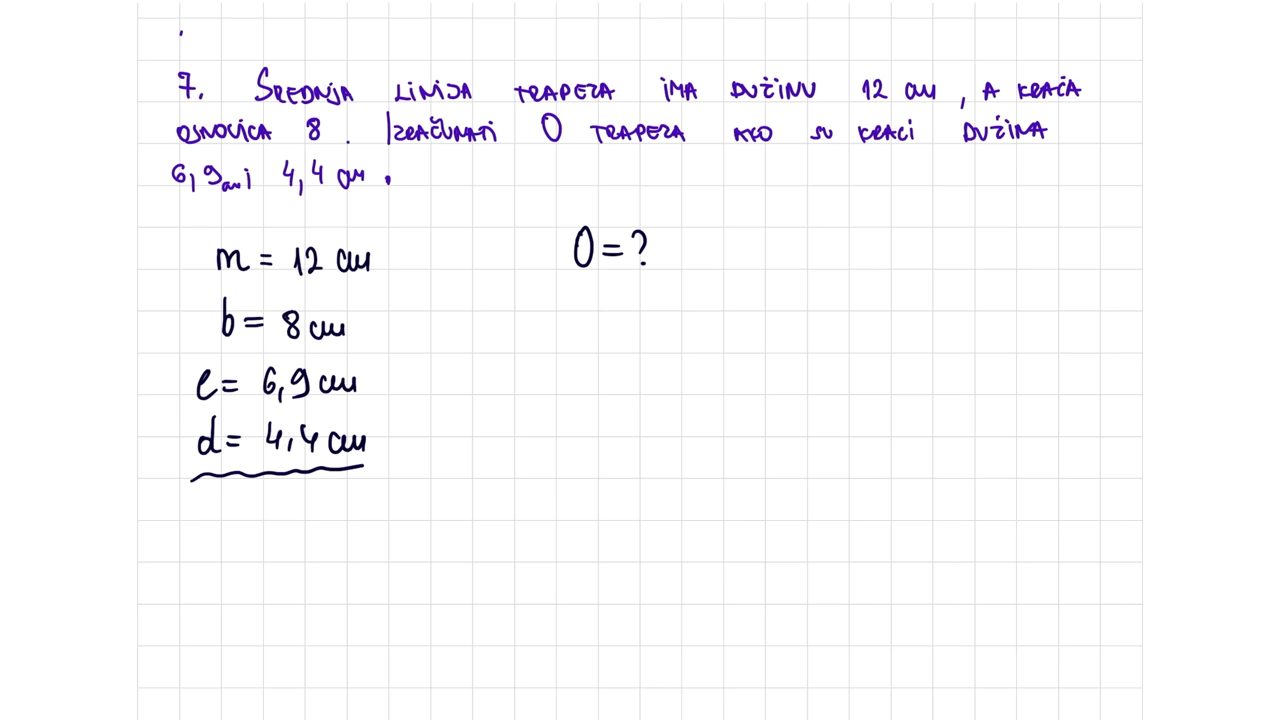 7. SREDNJA LINIJA TRAPEZA IMA DUŽINU 12 cm, A KRAĆA
OSNOVICA 8. IZRAČUNATI O TRAPEZA AKO SU KRACI DUŽINA
6,9cm i 4,4 cm.
m = 12 cm
O = ?
b = 8 cm
c = 6,9 cm
d = 4,4 cm